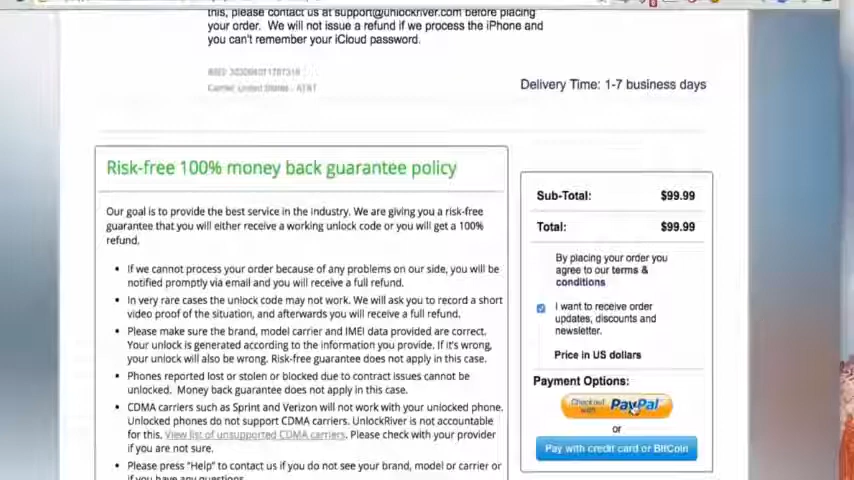 this, please contact us at support@unlockriver.com before placing
your order. We will not issue a refund if we process the iPhone and
you can't remember your iCloud password.
Carrier: United States - AT&T
Delivery Time: 1-7 business days
Risk-free 100% money back guarantee policy
Our goal is to provide the best service in the industry. We are giving you a risk-free
guarantee that you will either receive a working unlock code or you will get a 100%
refund.
If we cannot process your order because of any problems on our side, you will be
notified promptly via email and you will receive a full refund.
In very rare cases the unlock code may not work. We will ask you to record a short
video proof of the situation, and afterwards you will receive a full refund.
Please make sure the brand, model carrier and IMEI data provided are correct.
Your unlock is generated according to the information you provide. If it's wrong,
your unlock will also be wrong. Risk-free guarantee does not apply in this case.
Phones reported lost or stolen or blocked due to contract issues cannot be
unlocked. Money back guarantee does not apply in this case.
CDMA carriers such as Sprint and Verizon will not work with your unlocked phone.
Unlocked phones do not support CDMA carriers. UnlockRiver is not accountable
for this. View list of unsupported CDMA carriers. Please check with your provider
if you are not sure.
Please press "Help" to contact us if you do not see your brand, model or carrier or
if you have any questions.
Sub-Total: $99.99
Total: $99.99
By placing your order you
agree to our terms &
conditions
I want to receive order
updates, discounts and
newsletter.
Price in US dollars
Payment Options:
Checkout with PayPal
or
Pay with credit card or BitCoin